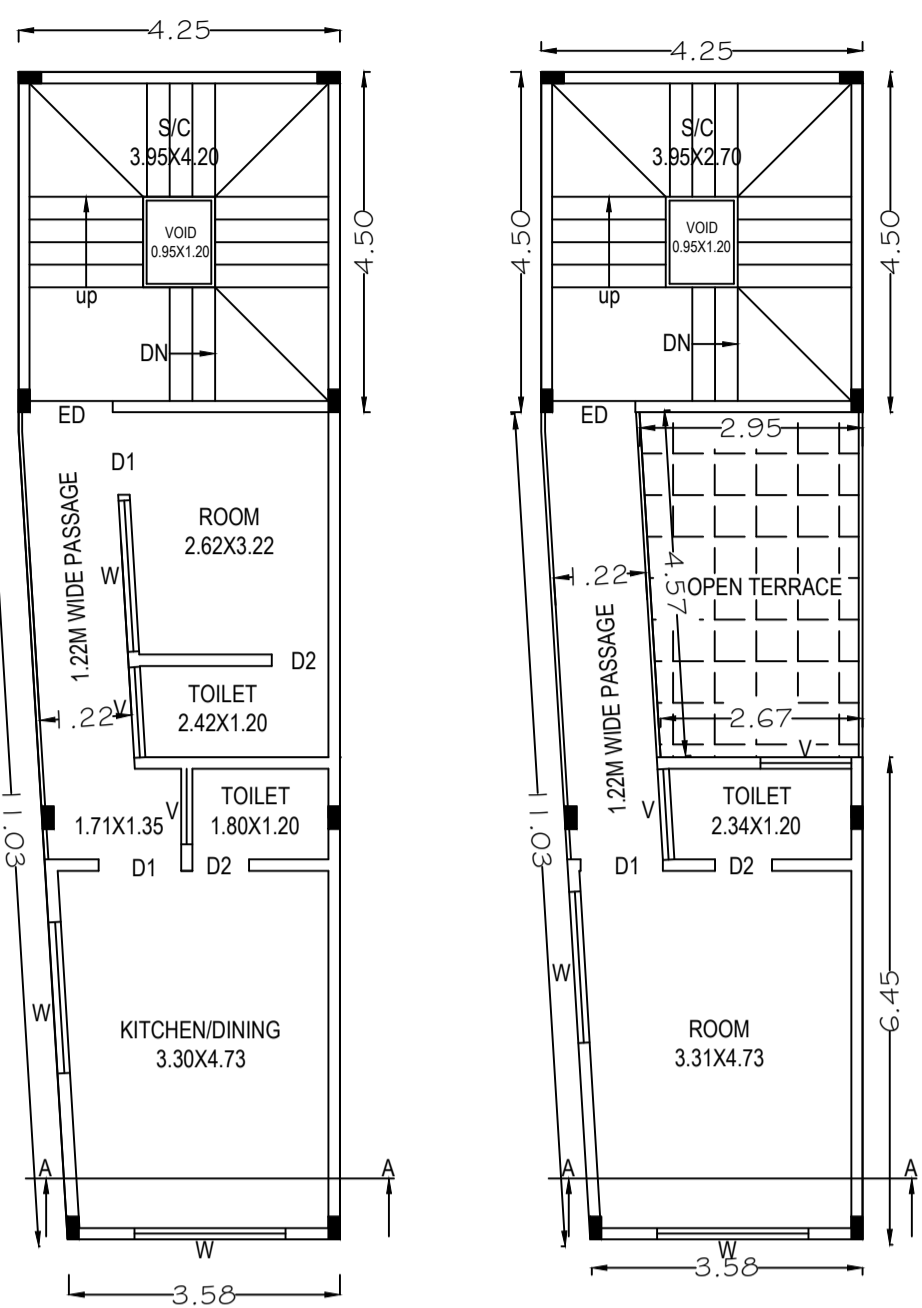 4.25
S/C
3.95X4.20
VOID
0.95X1.20
4.50
up
DN
ED
D1
ROOM
2.62X3.22
W
1.22M WIDE PASSAGE
D2
TOILET
2.42X1.20
1.22
V
TOILET
1.80X1.20
1.71X1.35
V
11.03
D1
D2
W
KITCHEN/DINING
3.30X4.73
A
A
W
3.58
4.25
S/C
3.95X2.70
VOID
0.95X1.20
4.50
4.50
up
DN
ED
2.95
1.22
4.57
OPEN TERRACE
1.22M WIDE PASSAGE
2.67
V
TOILET
2.34X1.20
V
11.03
D1
D2
W
ROOM
3.31X4.73
6.45
A
A
W
3.58